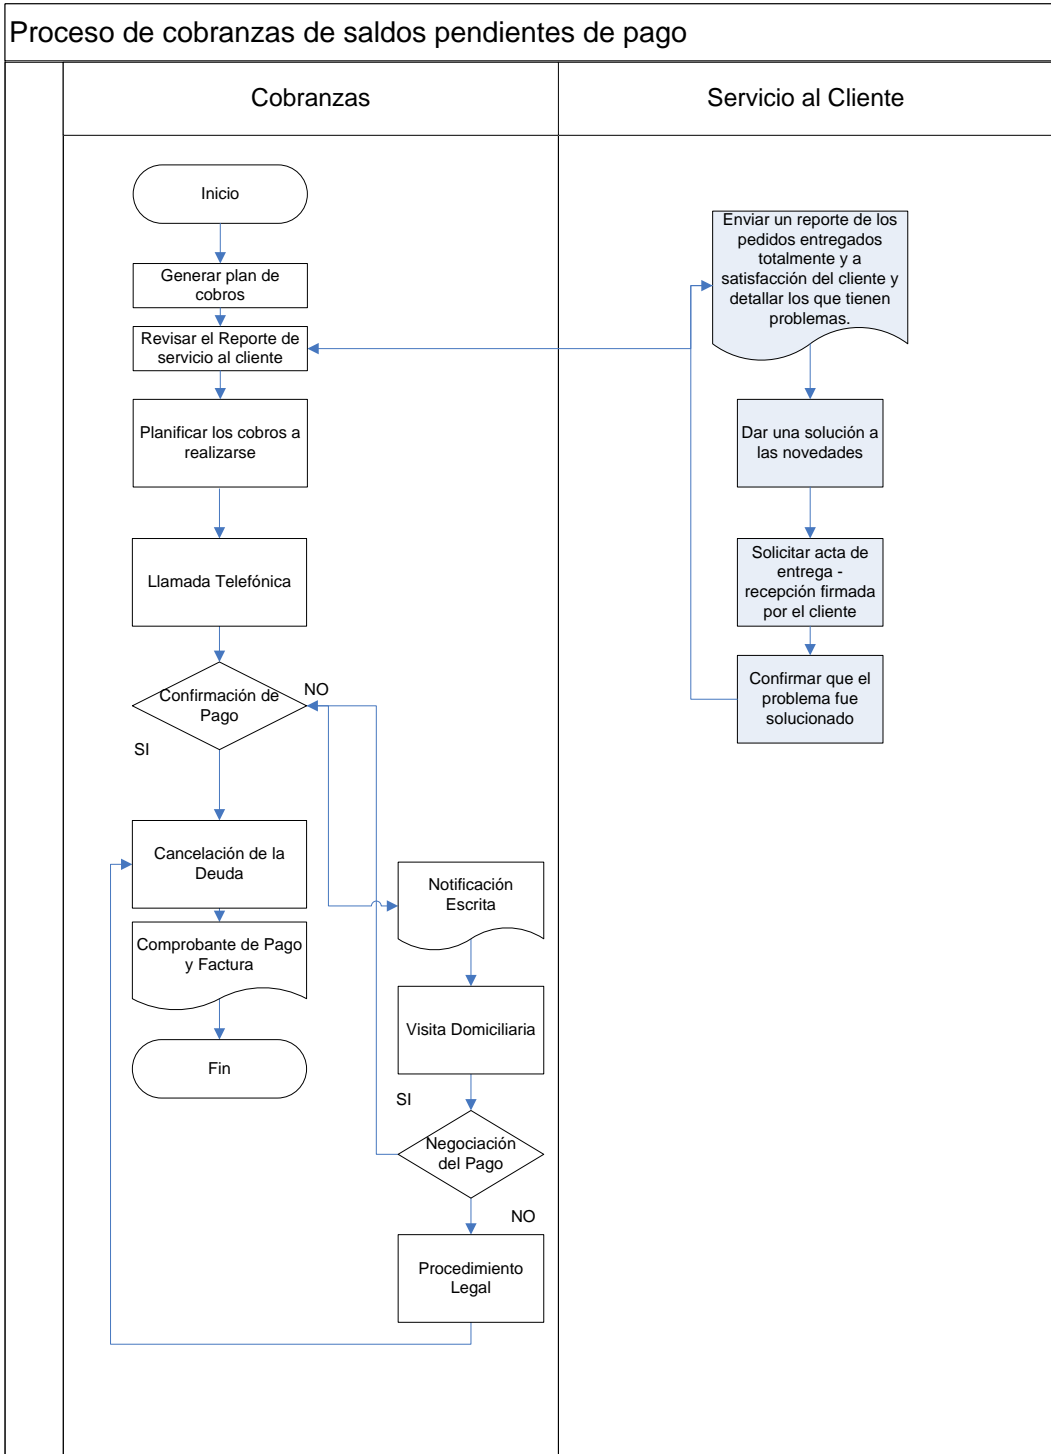 Proceso de cobranzas de saldos pendientes de pago
Cobranzas
Servicio al Cliente
Inicio
Generar plan de
cobros
Revisar el Reporte de
servicio al cliente
Planificar los cobros a
realizarse
Llamada Telefónica
Confirmación de
Pago
NO
SI
Cancelación de la
Deuda
Comprobante de Pago
y Factura
Fin
Notificación
Escrita
Visita Domiciliaria
SI
Negociación
del Pago
NO
Procedimiento
Legal
Enviar un reporte de los
pedidos entregados
totalmente y a
satisfacción del cliente y
detallar los que tienen
problemas.
Dar una solución a
las novedades
Solicitar acta de
entrega -
recepción firmada
por el cliente
Confirmar que el
problema fue
solucionado